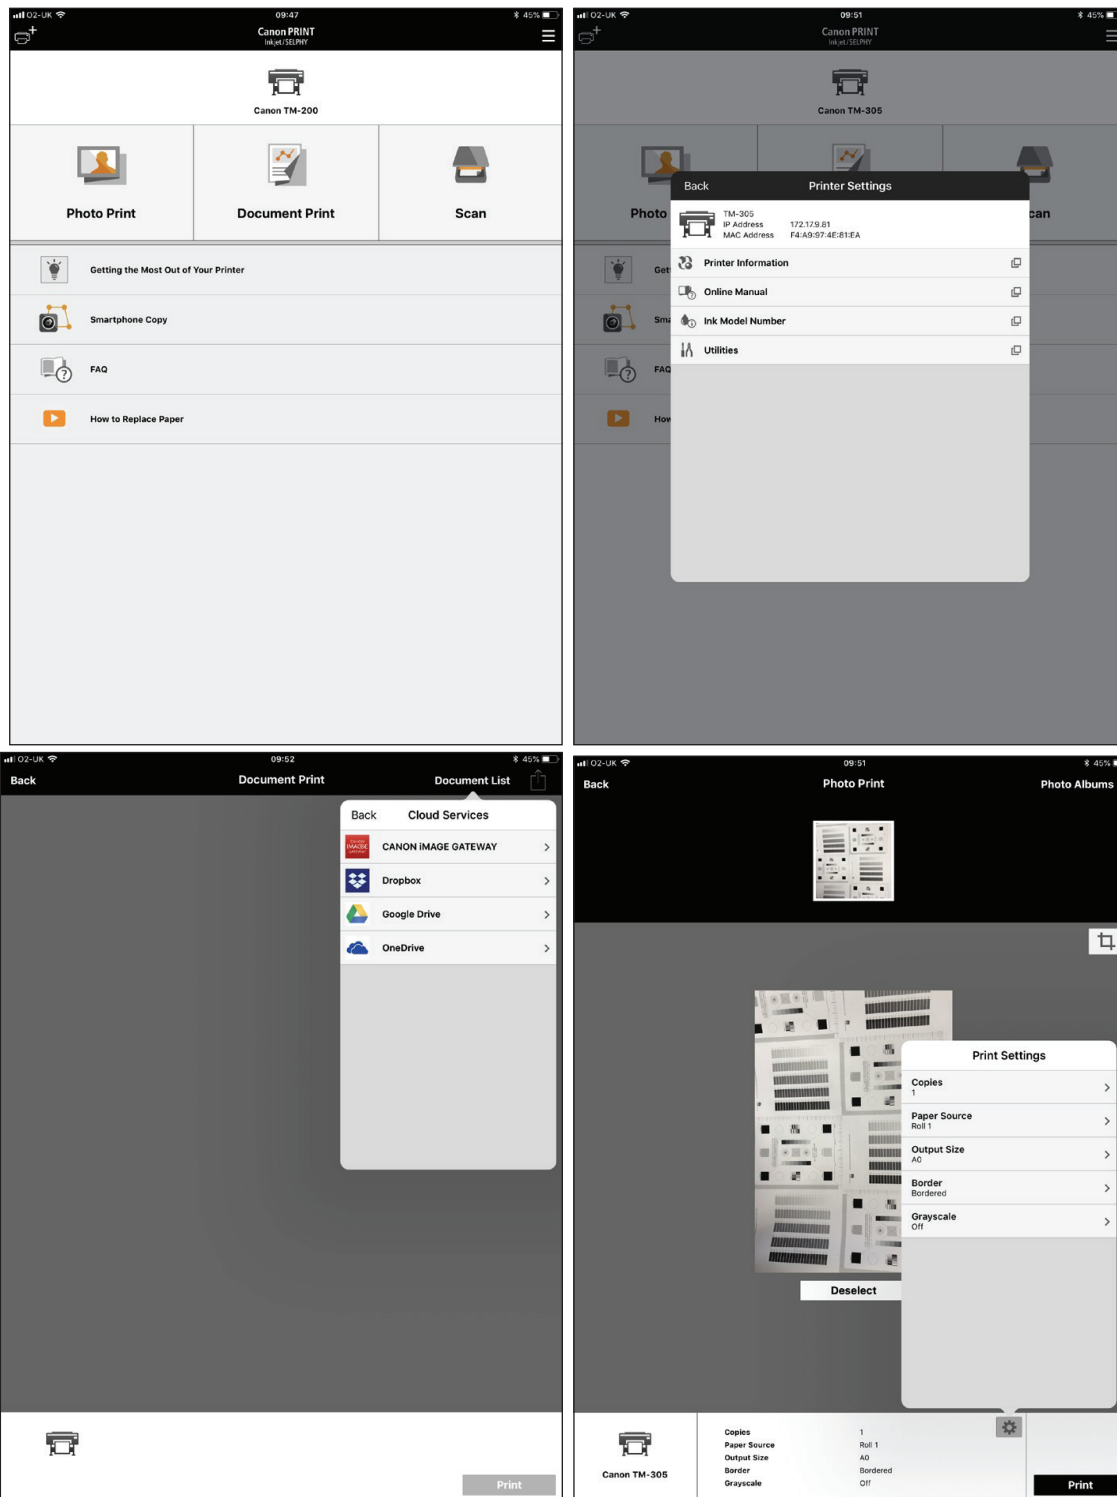 O2-UK 09:47 45%
Canon PRINT
Inkjet/SELPHY
Canon TM-200
Photo Print Document Print Scan
Getting the Most Out of Your Printer
Smartphone Copy
FAQ
How to Replace Paper
O2-UK 09:51 45%
Canon PRINT
Inkjet/SELPHY
Canon TM-305
Photo can
Back Printer Settings
TM-305
IP Address 172.17.9.81
MAC Address F4:A9:97:4E:81:EA
Get
Printer Information
Online Manual
Sma
Ink Model Number
Utilities
FAQ
How
O2-UK 09:52 45%
Back Document Print Document List
Back Cloud Services
CANON iMAGE GATEWAY
Dropbox
Google Drive
OneDrive
Print
O2-UK 09:51 45%
Back Photo Print Photo Albums
Print Settings
Copies
1
Paper Source
Roll 1
Output Size
A0
Border
Bordered
Grayscale
Off
Deselect
Canon TM-305
Copies 1
Paper Source Roll 1
Output Size A0
Border Bordered
Grayscale Off
Print